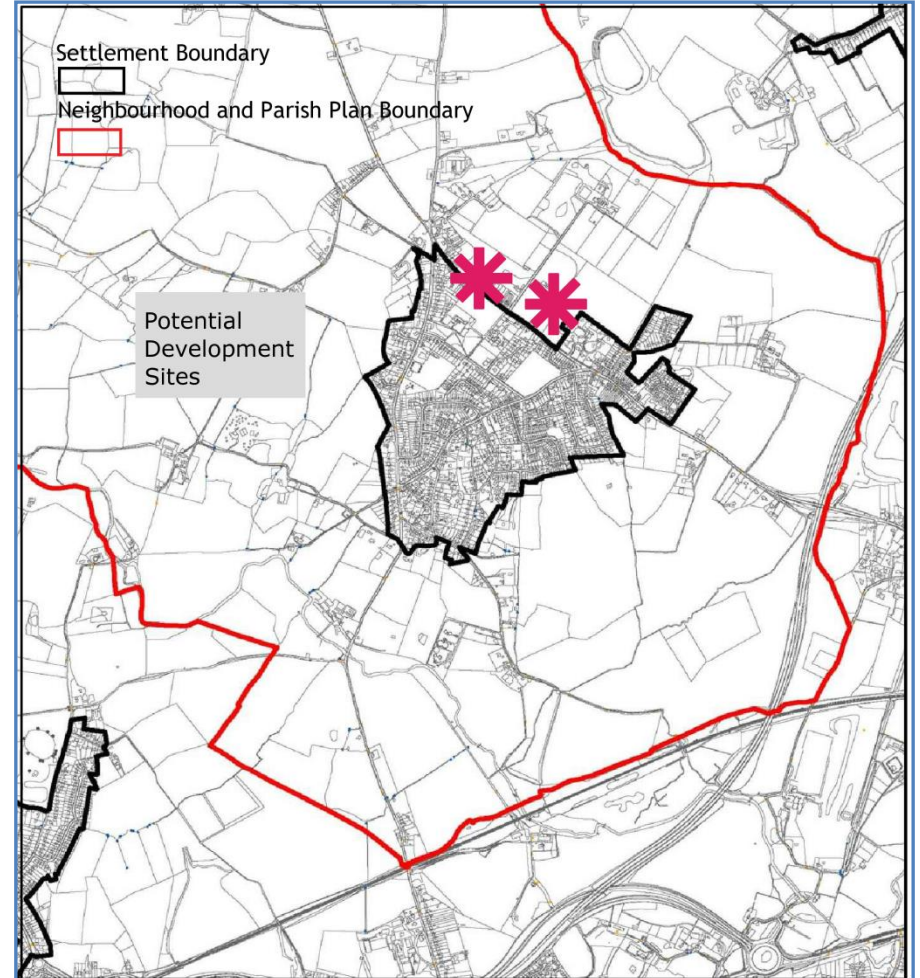 Settlement Boundary
Neighbourhood and Parish Plan Boundary
Potential
Development
Sites